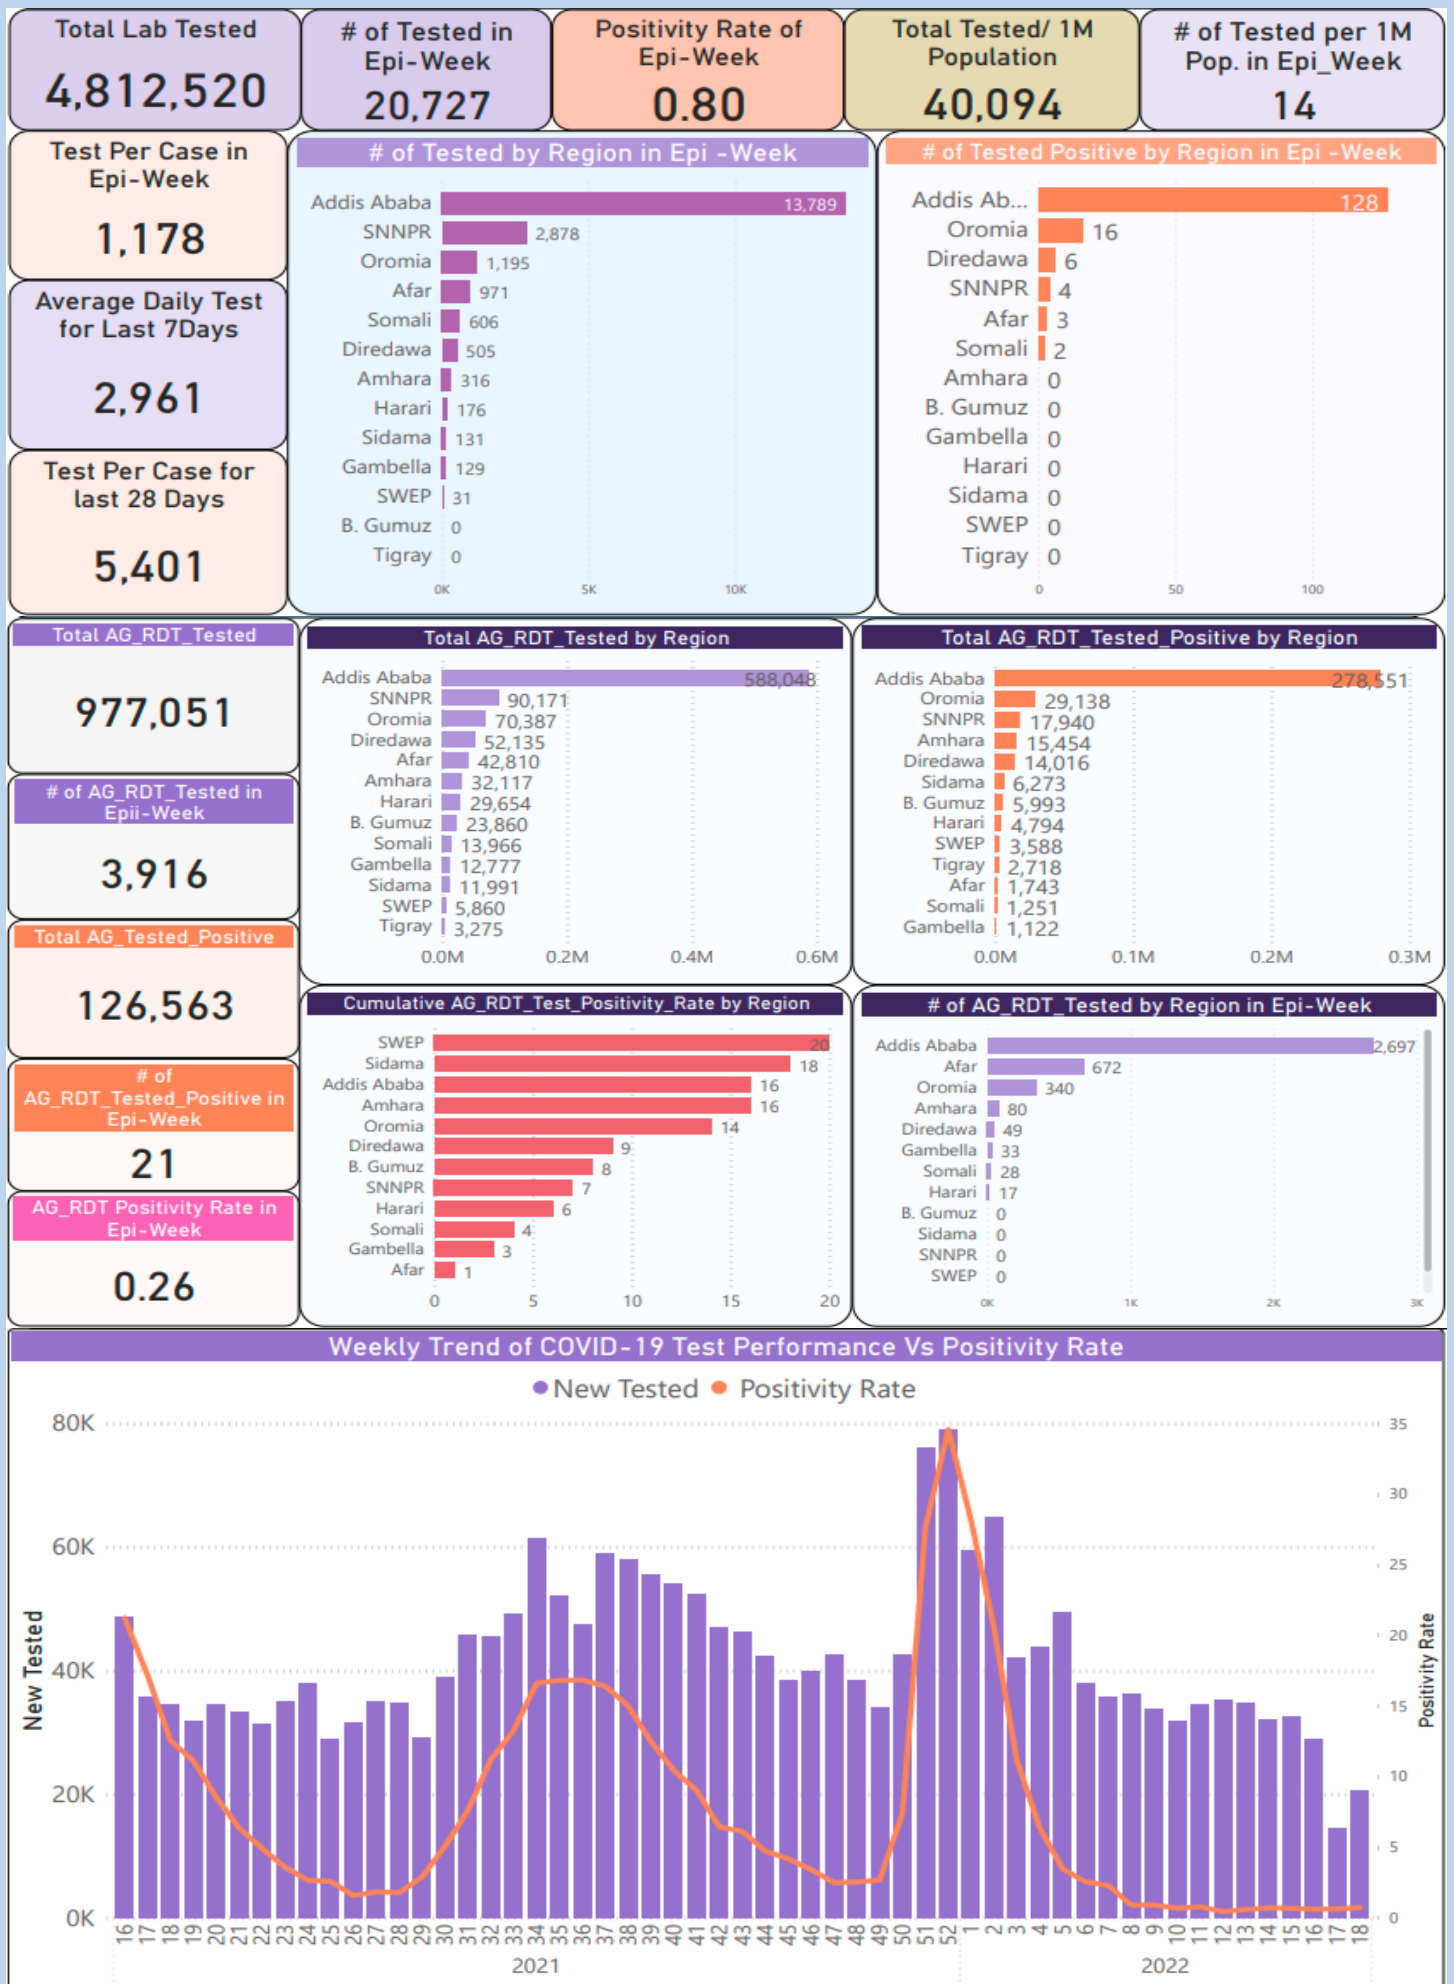 Total Lab Tested
4,812,520
# of Tested in
Epi-Week
20,727
Positivity Rate of
Epi-Week
0.80
Total Tested/ 1M
Population
40,094
# of Tested per 1M
Pop. in Epi_Week
14
Test Per Case in
Epi-Week
1,178
Average Daily Test
for Last 7Days
2,961
Test Per Case for
last 28 Days
5,401
# of Tested by Region in Epi -Week
Addis Ababa 13,789
SNNPR 2,878
Oromia 1,195
Afar 971
Somali 606
Diredawa 505
Amhara 316
Harari 176
Sidama 131
Gambella 129
SWEP 31
B. Gumuz 0
Tigray 0
0K 5K 10K
# of Tested Positive by Region in Epi -Week
Addis Ab... 128
Oromia 16
Diredawa 6
SNNPR 4
Afar 3
Somali 2
Amhara 0
B. Gumuz 0
Gambella 0
Harari 0
Sidama 0
SWEP 0
Tigray 0
0 50 100
Total AG_RDT_Tested
977,051
# of AG_RDT_Tested in
Epii-Week
3,916
Total AG_Tested_Positive
126,563
# of
AG_RDT_Tested_Positive in
Epi-Week
21
AG_RDT Positivity Rate in
Epi-Week
0.26
Total AG_RDT_Tested by Region
Addis Ababa 588,048
SNNPR 90,171
Oromia 70,387
Diredawa 52,135
Afar 42,810
Amhara 32,117
Harari 29,654
B. Gumuz 23,860
Somali 13,966
Gambella 12,777
Sidama 11,991
SWEP 5,860
Tigray 3,275
0.0M 0.2M 0.4M 0.6M
Total AG_RDT_Tested_Positive by Region
Addis Ababa 278,551
Oromia 29,138
SNNPR 17,940
Amhara 15,454
Diredawa 14,016
Sidama 6,273
B. Gumuz 5,993
Harari 4,794
SWEP 3,588
Tigray 2,718
Afar 1,743
Somali 1,251
Gambella 1,122
0.0M 0.1M 0.2M 0.3M
Cumulative AG_RDT_Test_Positivity_Rate by Region
SWEP 20
Sidama 18
Addis Ababa 16
Amhara 16
Oromia 14
Diredawa 9
B. Gumuz 8
SNNPR 7
Harari 6
Somali 4
Gambella 3
Afar 1
0 5 10 15 20
# of AG_RDT_Tested by Region in Epi-Week
Addis Ababa 2,697
Afar 672
Oromia 340
Amhara 80
Diredawa 49
Gambella 33
Somali 28
Harari 17
B. Gumuz 0
Sidama 0
SNNPR 0
SWEP 0
0K 1K 2K 3K
Weekly Trend of COVID-19 Test Performance Vs Positivity Rate
New Tested Positivity Rate
80K
60K
40K
20K
0K
New Tested
35
30
25
20
15
10
5
0
Positivity Rate
16 17 18 19 20 21 22 23 24 25 26 27 28 29 30 31 32 33 34 35 36 37 38 39 40 41 42 43 44 45 46 47 48 49 50 51 52 1 2 3 4 5 6 7 8 9 10 11 12 13 14 15 16 17 18
2021 2022